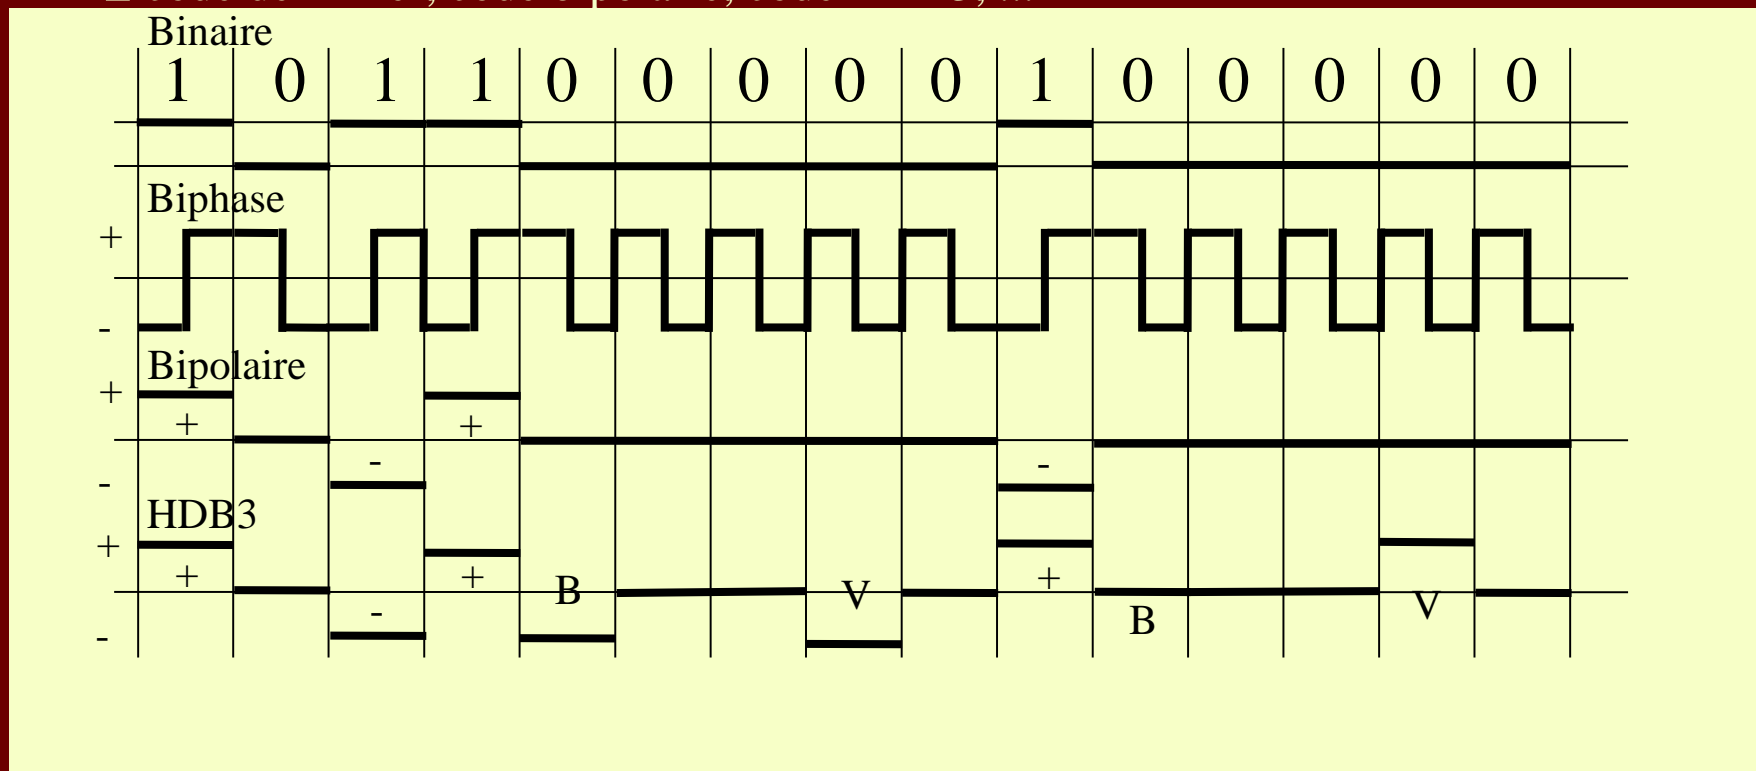 Binaire
1 0 1 1 0 0 0 0 0 1 0 0 0 0 0
Biphase
+
-
Bipolaire
+
+ +
- -
-
HDB3
+
+ + B V +
- B V
-